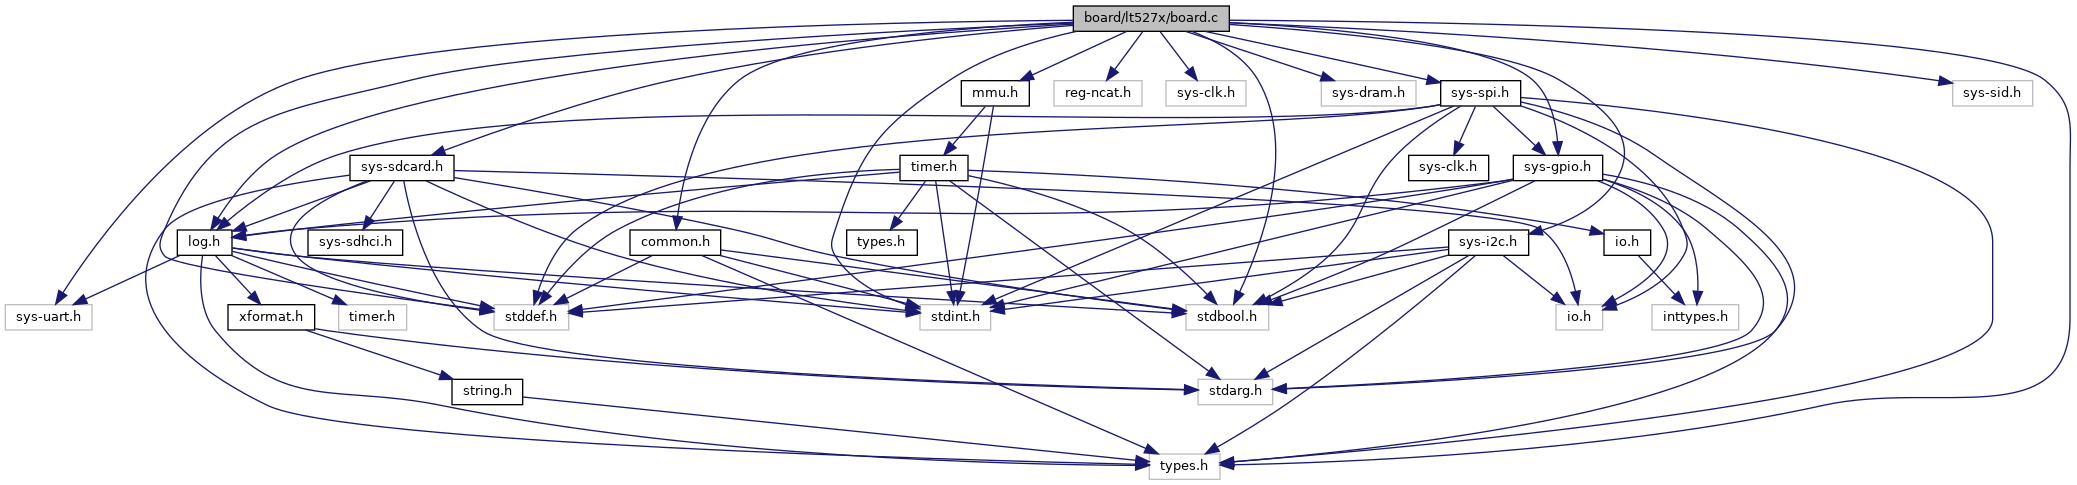 board/lt527x/board.c
mmu.h
reg-ncat.h
sys-clk.h
sys-dram.h
sys-spi.h
sys-sid.h
sys-sdcard.h
timer.h
sys-clk.h
sys-gpio.h
log.h
sys-sdhci.h
common.h
types.h
sys-i2c.h
io.h
sys-uart.h
xformat.h
timer.h
stddef.h
stdint.h
stdbool.h
io.h
inttypes.h
string.h
stdarg.h
types.h